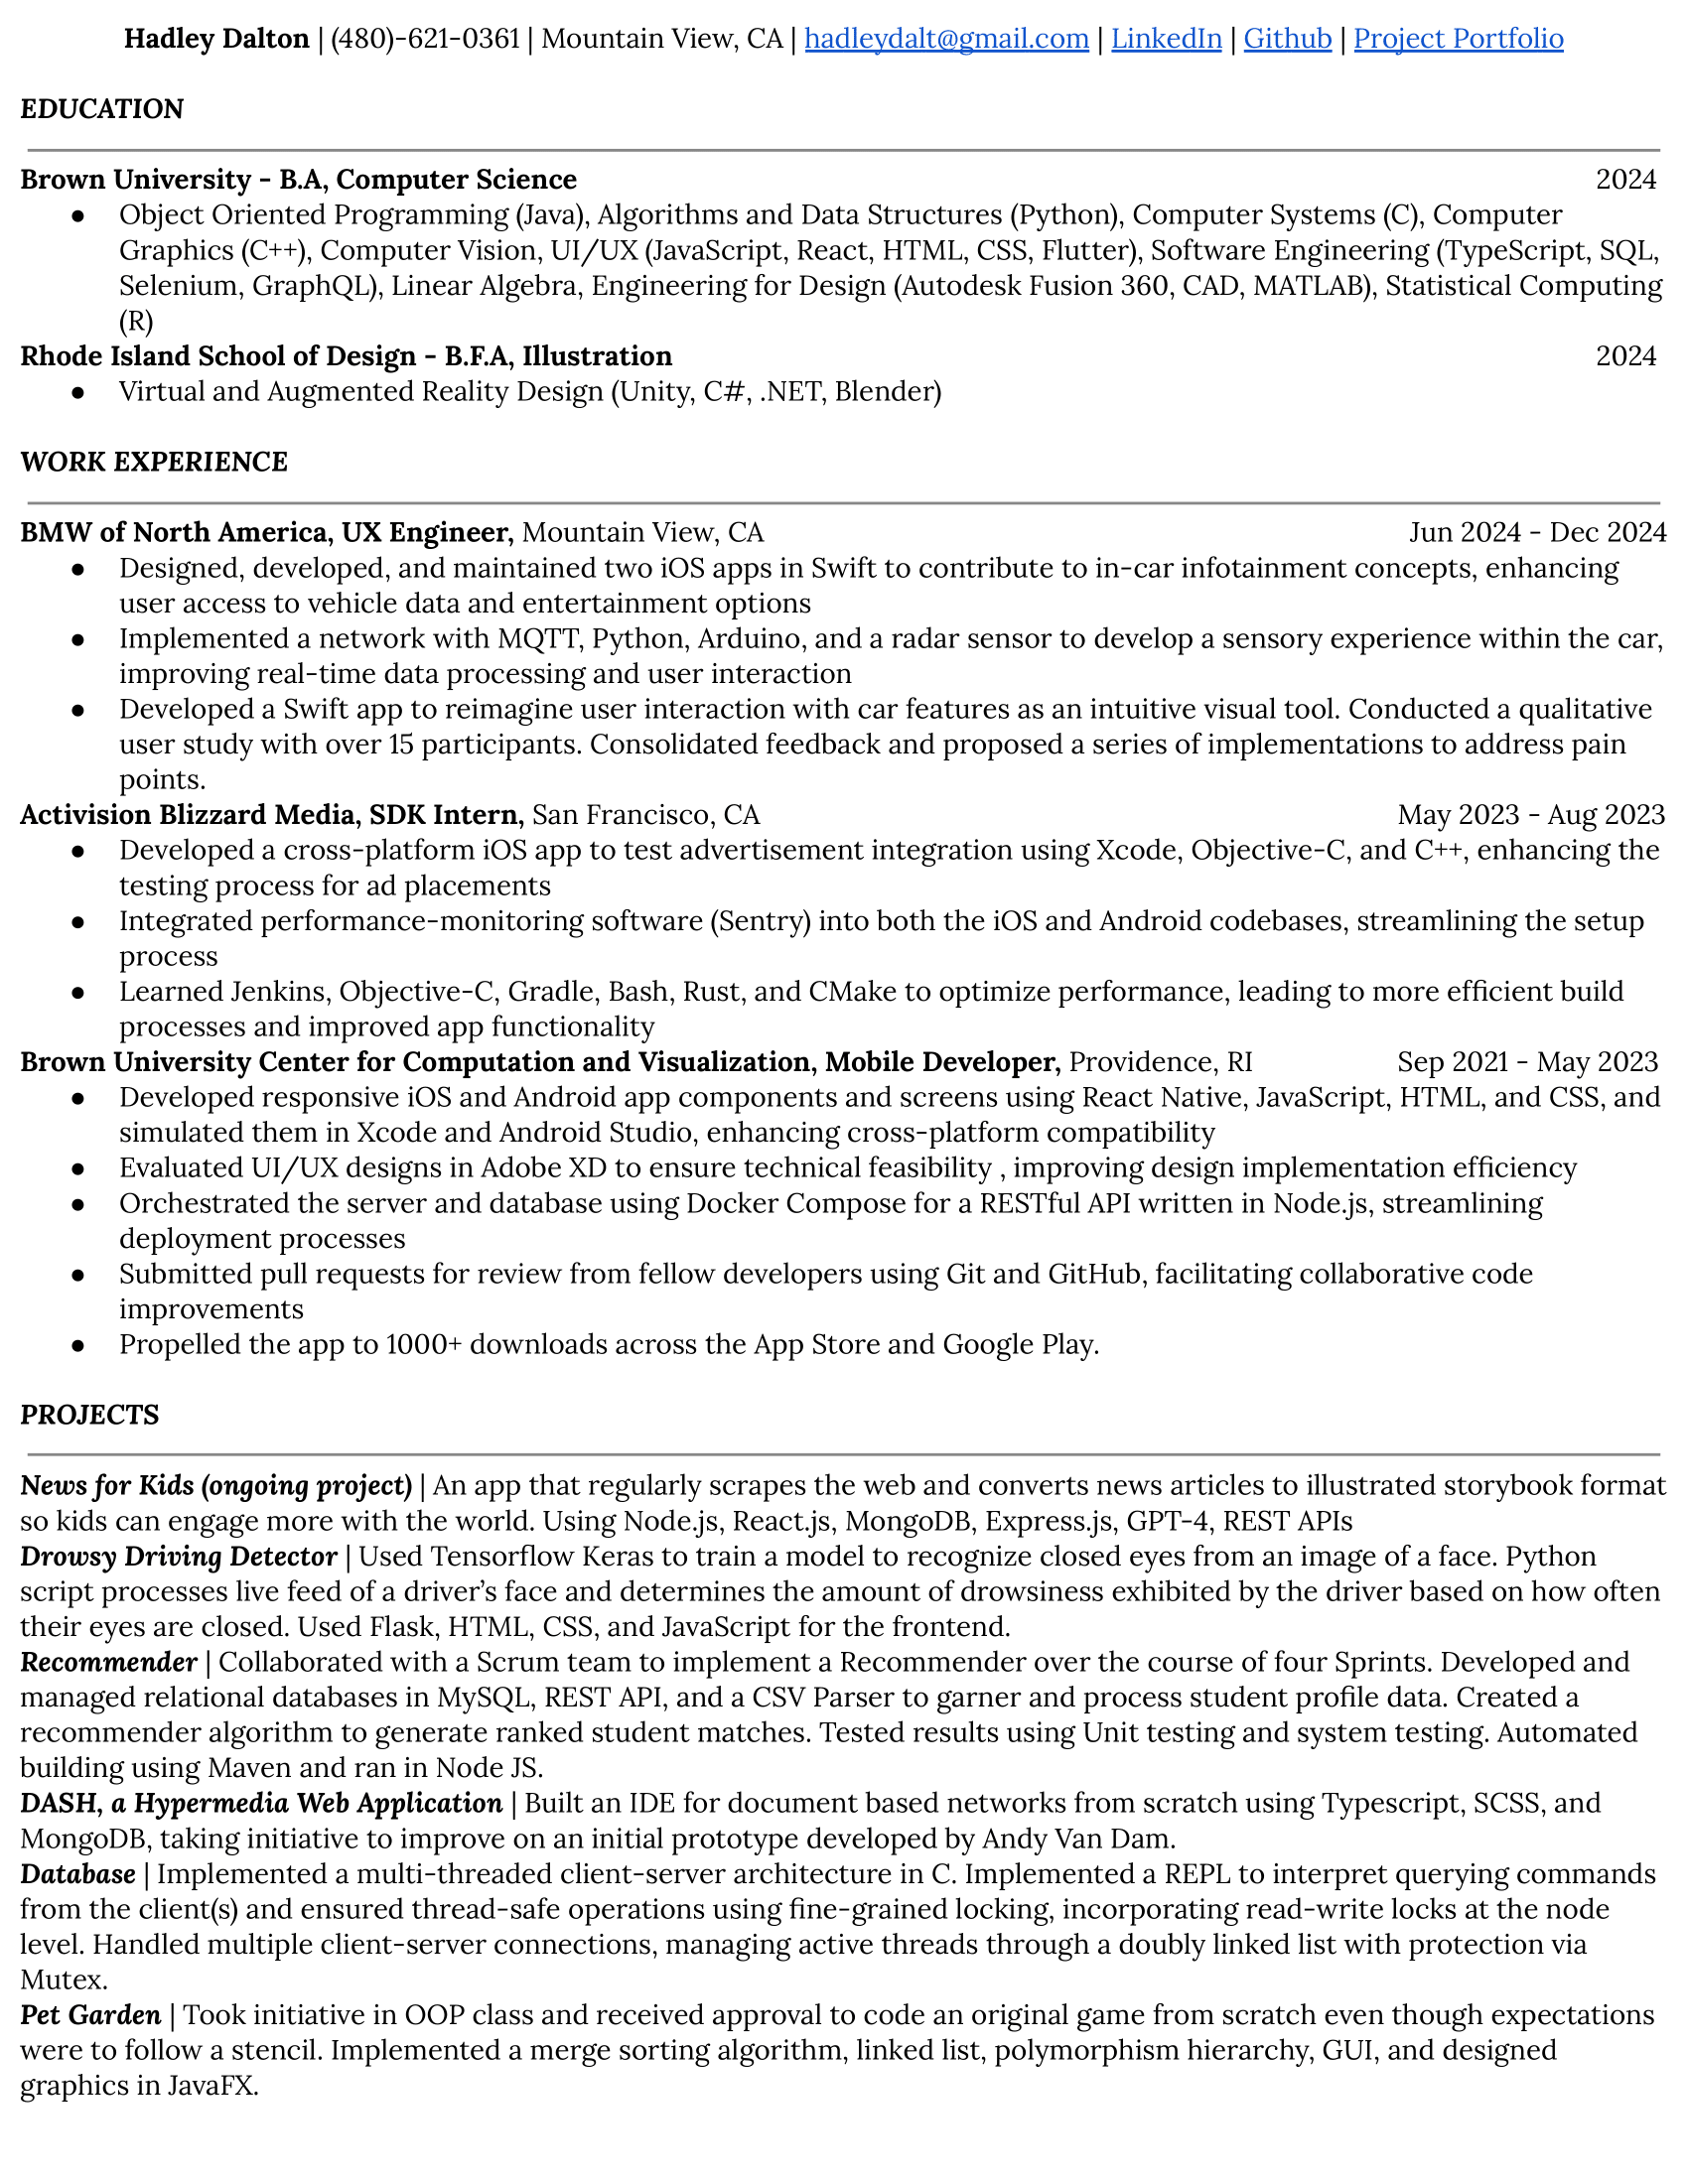 Hadley Dalton | (480)-621-0361 | Mountain View, CA | hadleydalt@gmail.com | LinkedIn | Github | Project Portfolio
EDUCATION
Brown University - B.A, Computer Science 2024
● Object Oriented Programming (Java), Algorithms and Data Structures (Python), Computer Systems (C), Computer
Graphics (C++), Computer Vision, UI/UX (JavaScript, React, HTML, CSS, Flutter), Software Engineering (TypeScript, SQL,
Selenium, GraphQL), Linear Algebra, Engineering for Design (Autodesk Fusion 360, CAD, MATLAB), Statistical Computing
(R)
Rhode Island School of Design - B.F.A, Illustration 2024
● Virtual and Augmented Reality Design (Unity, C#, .NET, Blender)
WORK EXPERIENCE
BMW of North America, UX Engineer, Mountain View, CA Jun 2024 - Dec 2024
● Designed, developed, and maintained two iOS apps in Swift to contribute to in-car infotainment concepts, enhancing
user access to vehicle data and entertainment options
● Implemented a network with MQTT, Python, Arduino, and a radar sensor to develop a sensory experience within the car,
improving real-time data processing and user interaction
● Developed a Swift app to reimagine user interaction with car features as an intuitive visual tool. Conducted a qualitative
user study with over 15 participants. Consolidated feedback and proposed a series of implementations to address pain
points.
Activision Blizzard Media, SDK Intern, San Francisco, CA May 2023 - Aug 2023
● Developed a cross-platform iOS app to test advertisement integration using Xcode, Objective-C, and C++, enhancing the
testing process for ad placements
● Integrated performance-monitoring software (Sentry) into both the iOS and Android codebases, streamlining the setup
process
● Learned Jenkins, Objective-C, Gradle, Bash, Rust, and CMake to optimize performance, leading to more efficient build
processes and improved app functionality
Brown University Center for Computation and Visualization, Mobile Developer, Providence, RI Sep 2021 - May 2023
● Developed responsive iOS and Android app components and screens using React Native, JavaScript, HTML, and CSS, and
simulated them in Xcode and Android Studio, enhancing cross-platform compatibility
● Evaluated UI/UX designs in Adobe XD to ensure technical feasibility , improving design implementation efficiency
● Orchestrated the server and database using Docker Compose for a RESTful API written in Node.js, streamlining
deployment processes
● Submitted pull requests for review from fellow developers using Git and GitHub, facilitating collaborative code
improvements
● Propelled the app to 1000+ downloads across the App Store and Google Play.
PROJECTS
News for Kids (ongoing project) | An app that regularly scrapes the web and converts news articles to illustrated storybook format
so kids can engage more with the world. Using Node.js, React.js, MongoDB, Express.js, GPT-4, REST APIs
Drowsy Driving Detector | Used Tensorflow Keras to train a model to recognize closed eyes from an image of a face. Python
script processes live feed of a driver’s face and determines the amount of drowsiness exhibited by the driver based on how often
their eyes are closed. Used Flask, HTML, CSS, and JavaScript for the frontend.
Recommender | Collaborated with a Scrum team to implement a Recommender over the course of four Sprints. Developed and
managed relational databases in MySQL, REST API, and a CSV Parser to garner and process student profile data. Created a
recommender algorithm to generate ranked student matches. Tested results using Unit testing and system testing. Automated
building using Maven and ran in Node JS.
DASH, a Hypermedia Web Application | Built an IDE for document based networks from scratch using Typescript, SCSS, and
MongoDB, taking initiative to improve on an initial prototype developed by Andy Van Dam.
Database | Implemented a multi-threaded client-server architecture in C. Implemented a REPL to interpret querying commands
from the client(s) and ensured thread-safe operations using fine-grained locking, incorporating read-write locks at the node
level. Handled multiple client-server connections, managing active threads through a doubly linked list with protection via
Mutex.
Pet Garden | Took initiative in OOP class and received approval to code an original game from scratch even though expectations
were to follow a stencil. Implemented a merge sorting algorithm, linked list, polymorphism hierarchy, GUI, and designed
graphics in JavaFX.